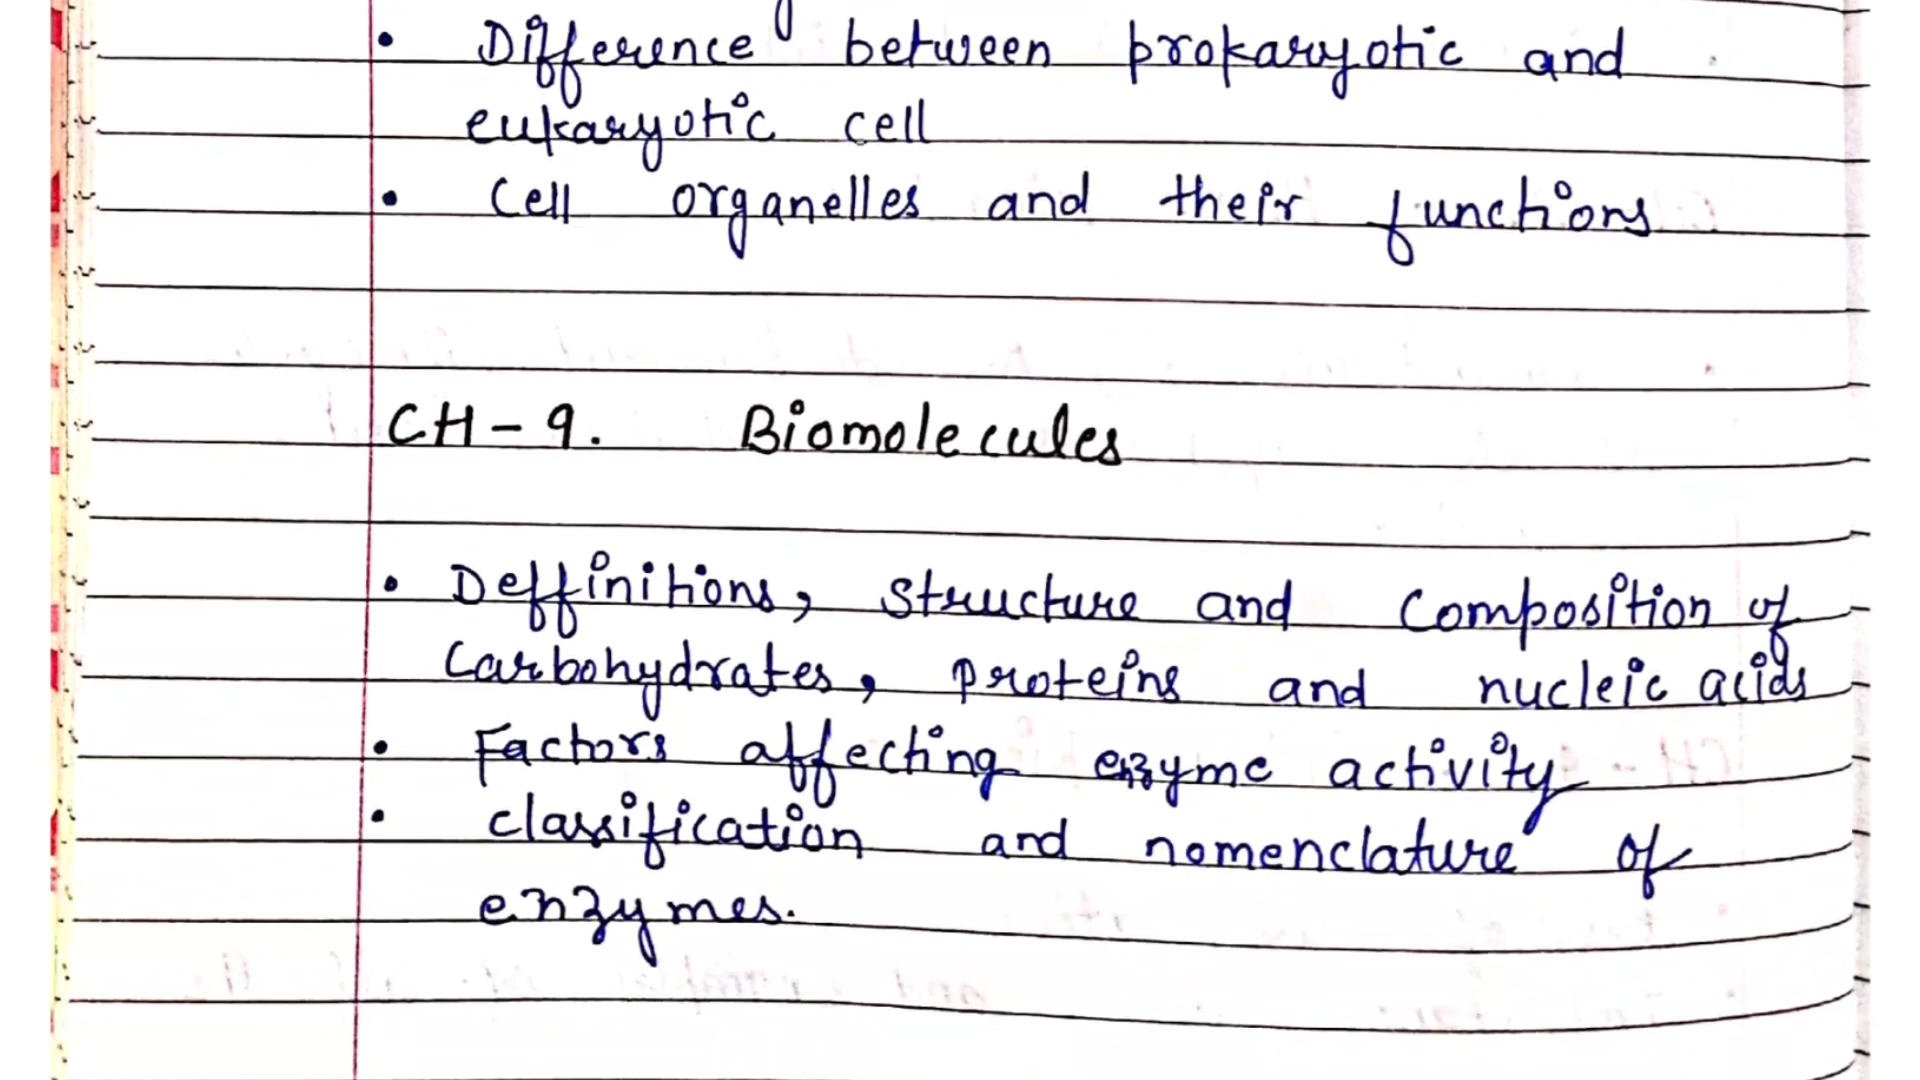 • Difference between prokaryotic and
eukaryotic cell
• Cell organelles and their functions
CH-9. Biomolecules
• Deffinitions, structure and Composition of
Carbohydrates, proteins and nucleic acids
• Factors affecting enzyme activity
• classification and nomenclature of
enzymes.